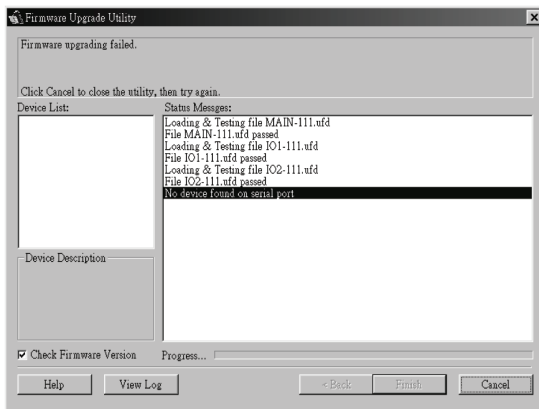 Firmware Upgrade Utility
Firmware upgrading failed.
Click Cancel to close the utility, then try again.
Device List:
Status Messges:
Loading & Testing file MAIN-111.ufd
File MAIN-111.ufd passed
Loading & Testing file IO1-111.ufd
File IO1-111.ufd passed
Loading & Testing file IO2-111.ufd
File IO2-111.ufd passed
No device found on serial port
Device Description
Check Firmware Version
Progress...
Help
View Log
< Back
Finish
Cancel